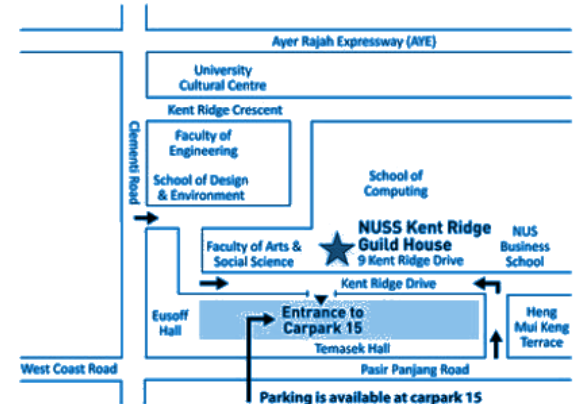 Ayer Rajah Expressway (AYE)
University
Cultural Centre
Kent Ridge Crescent
Clementi Road
Faculty of
Engineering
School of Design
& Environment
School of
Computing
NUSS Kent Ridge
Guild House
9 Kent Ridge Drive
NUS
Business
School
Faculty of Arts &
Social Science
Kent Ridge Drive
Eusoff
Hall
Entrance to
Carpark 15
Heng
Mui Keng
Terrace
Temasek Hall
West Coast Road
Pasir Panjang Road
Parking is available at carpark 15